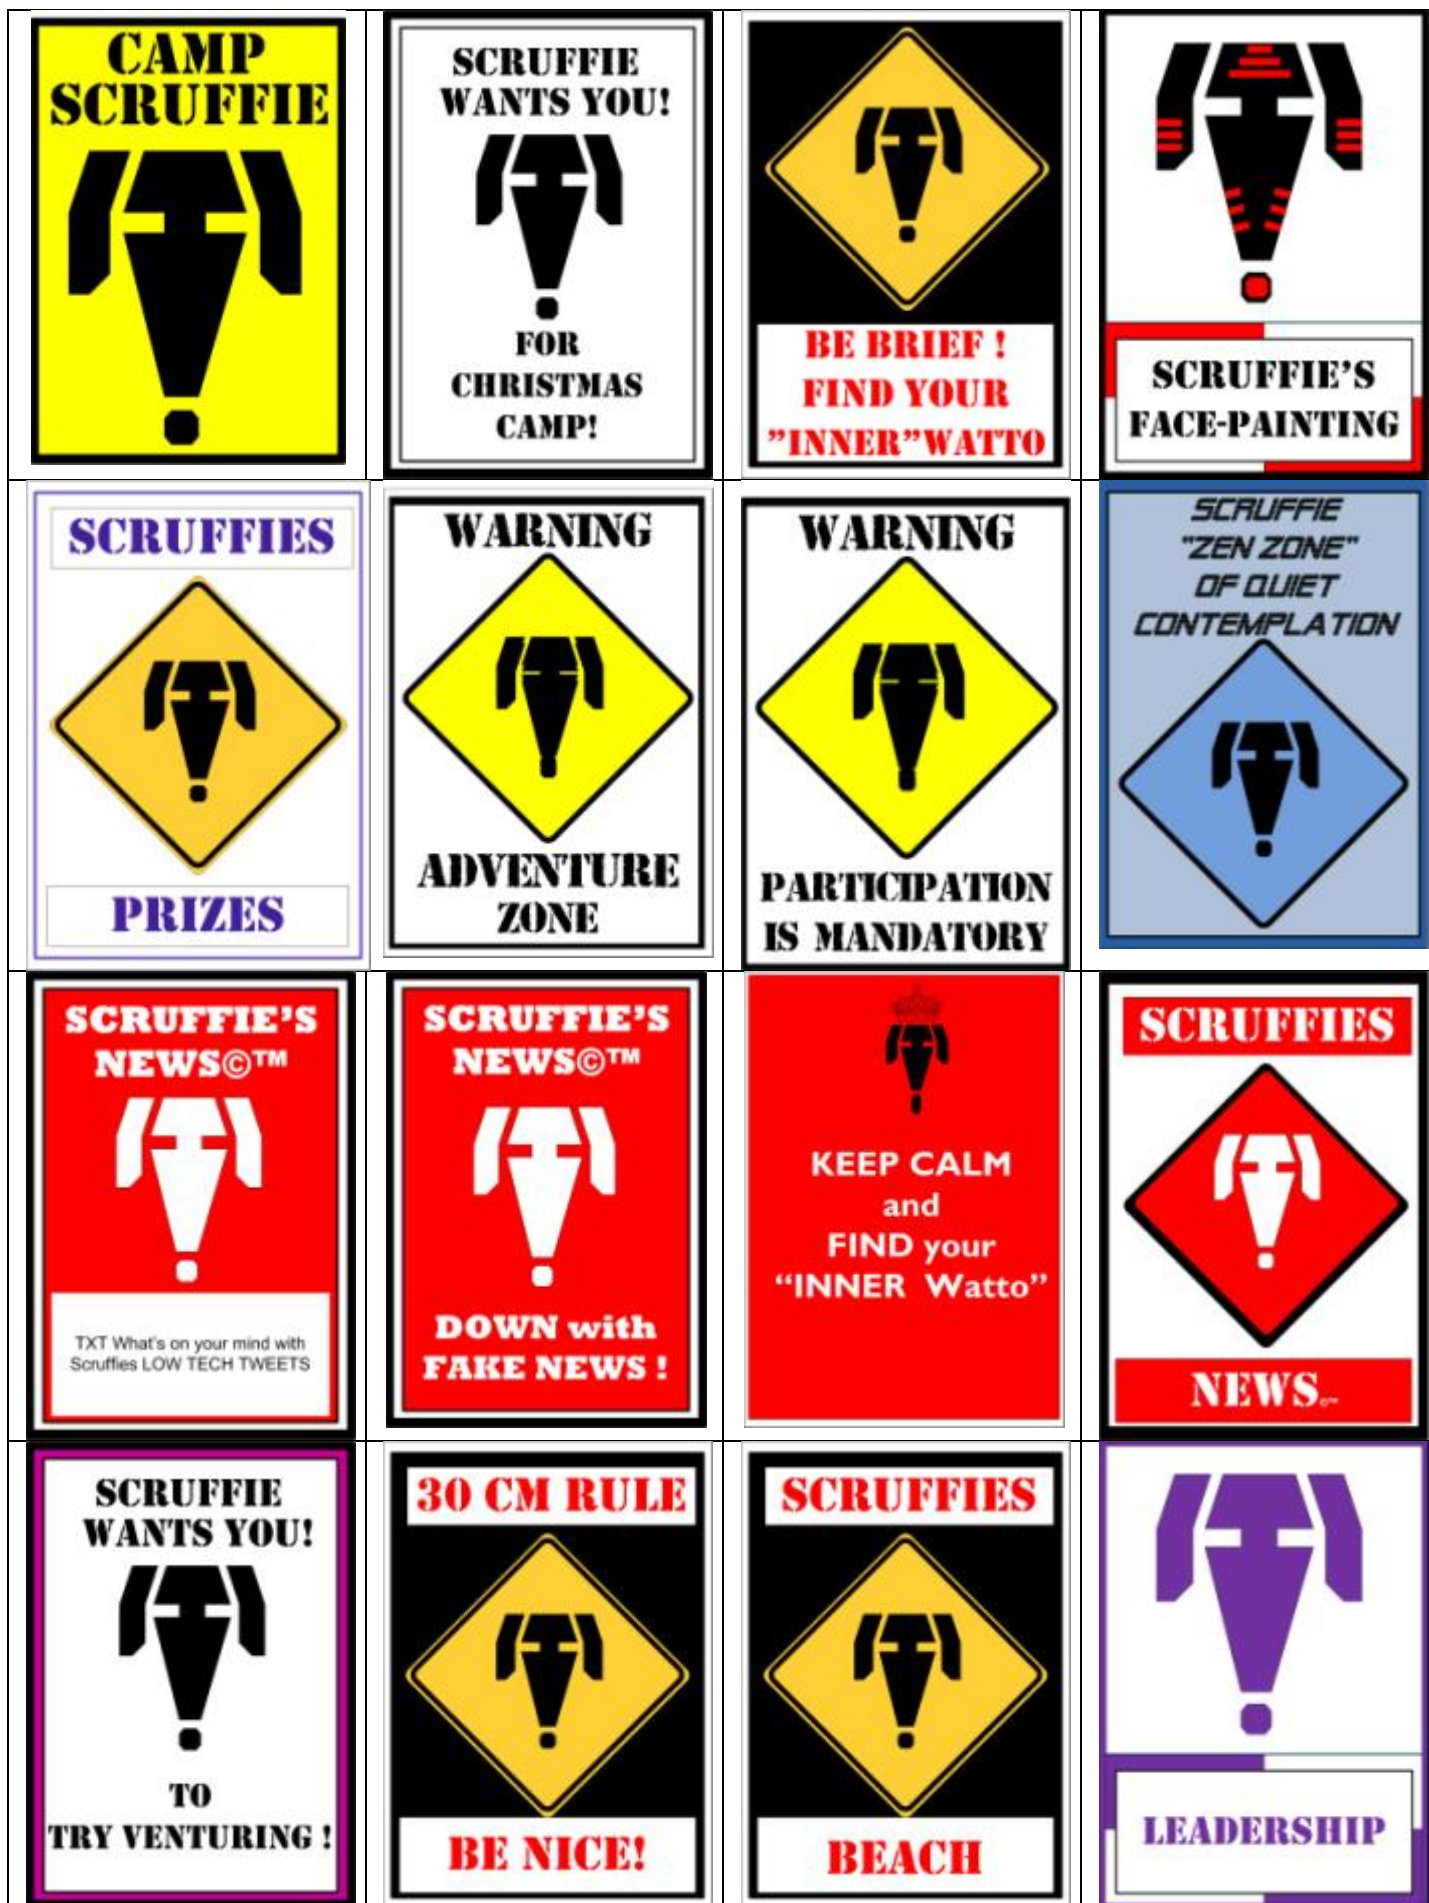 CAMP
SCRUFFIE
SCRUFFIE
WANTS YOU!
FOR
CHRISTMAS
CAMP!
BE BRIEF !
FIND YOUR
”INNER”WATTO
SCRUFFIE’S
FACE-PAINTING
SCRUFFIES
PRIZES
WARNING
ADVENTURE
ZONE
WARNING
PARTICIPATION
IS MANDATORY
SCRUFFIE
"ZEN ZONE"
OF QUIET
CONTEMPLATION
SCRUFFIE’S
NEWS©™
TXT What’s on your mind with
Scruffies LOW TECH TWEETS
SCRUFFIE’S
NEWS©™
DOWN with
FAKE NEWS !
KEEP CALM
and
FIND your
“INNER Watto”
SCRUFFIES
NEWS©™
SCRUFFIE
WANTS YOU!
TO
TRY VENTURING !
30 CM RULE
BE NICE!
SCRUFFIES
BEACH
LEADERSHIP